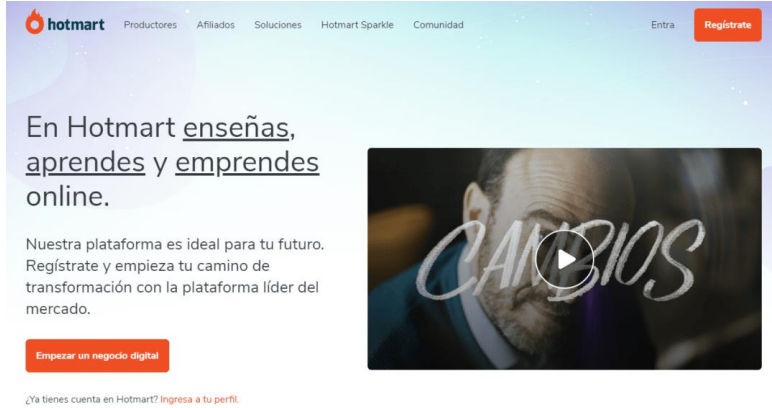 hotmart
Productores
Afiliados
Soluciones
Hotmart Sparkle
Comunidad
Entra
Regístrate
En Hotmart enseñas,
aprendes y emprendes
online.
Nuestra plataforma es ideal para tu futuro.
Regístrate y empieza tu camino de
transformación con la plataforma líder del
mercado.
Empezar un negocio digital
¿Ya tienes cuenta en Hotmart? Ingresa a tu perfil.
CAMBIOS